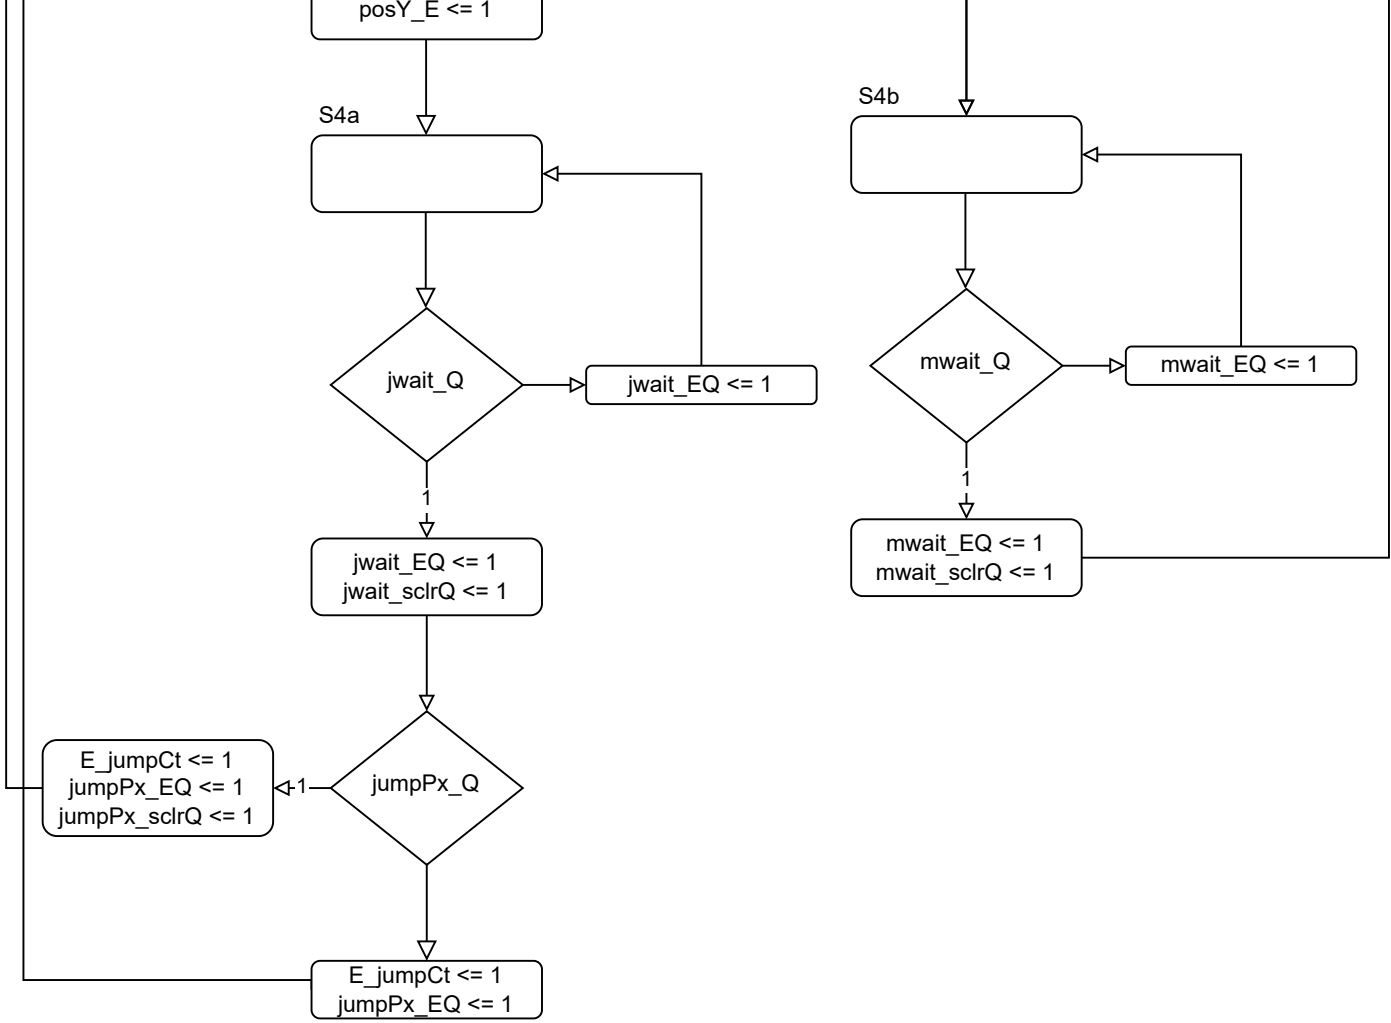 posY_E <= 1
S4a
jwait_Q
jwait_EQ <= 1
1
jwait_EQ <= 1
jwait_sclrQ <= 1
jumpPx_Q
1
E_jumpCt <= 1
jumpPx_EQ <= 1
jumpPx_sclrQ <= 1
E_jumpCt <= 1
jumpPx_EQ <= 1
S4b
mwait_Q
mwait_EQ <= 1
1
mwait_EQ <= 1
mwait_sclrQ <= 1